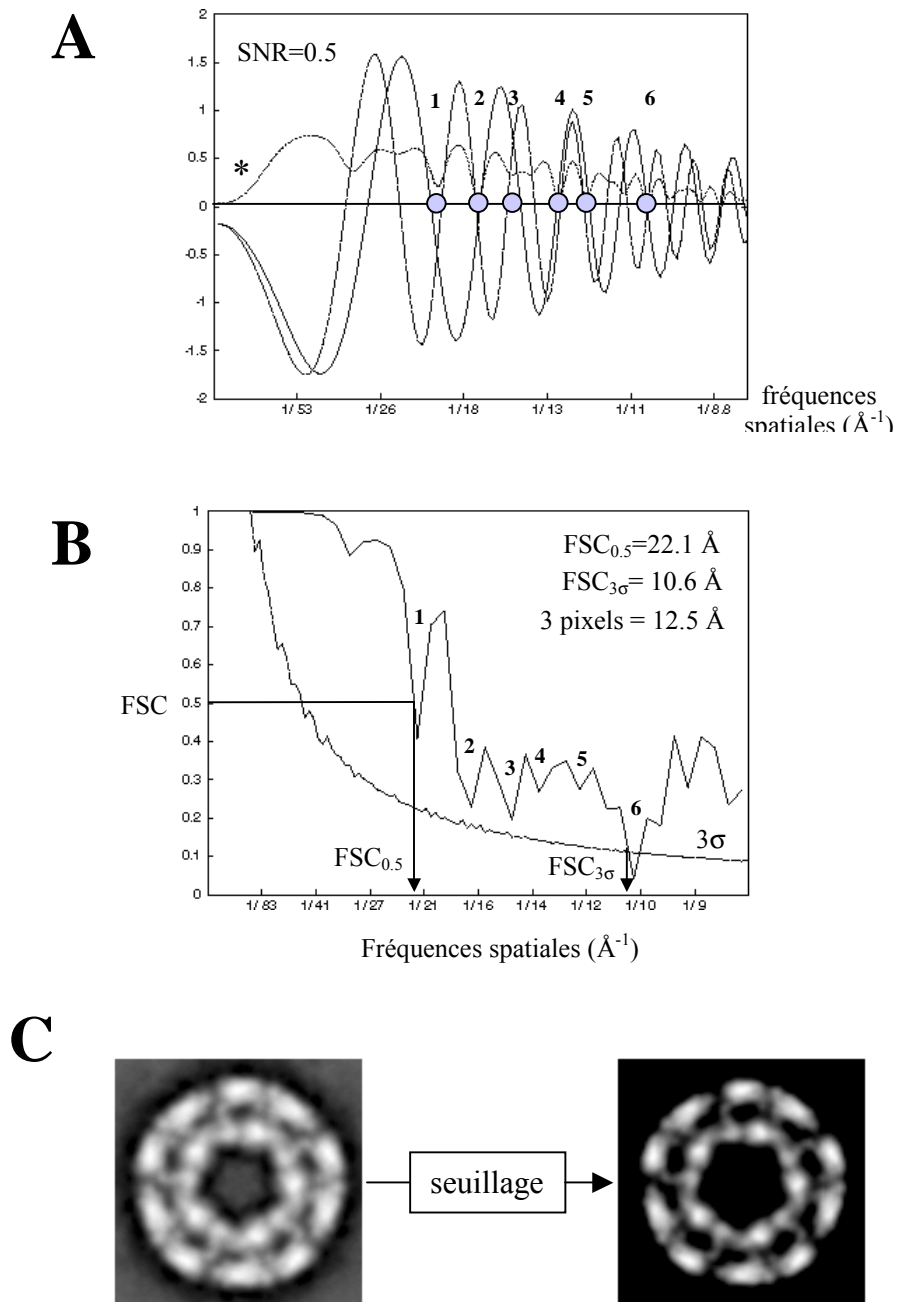 A
SNR=0.5
*
1 2 3 4 5 6
2
1.5
1
0.5
0
-0.5
-1
-1.5
-2
1/53 1/26 1/18 1/13 1/11 1/8.8
fréquences
spatiales (Å-1)
B
FSC0.5=22.1 Å
FSC3σ= 10.6 Å
3 pixels = 12.5 Å
1
0.9
0.8
0.7
0.6
0.5
0.4
0.3
0.2
0.1
0
FSC
1
2 3 4 5 6
3σ
FSC0.5
FSC3σ
1/83 1/41 1/27 1/21 1/16 1/14 1/12 1/10 1/9
Fréquences spatiales (Å-1)
C
seuillage